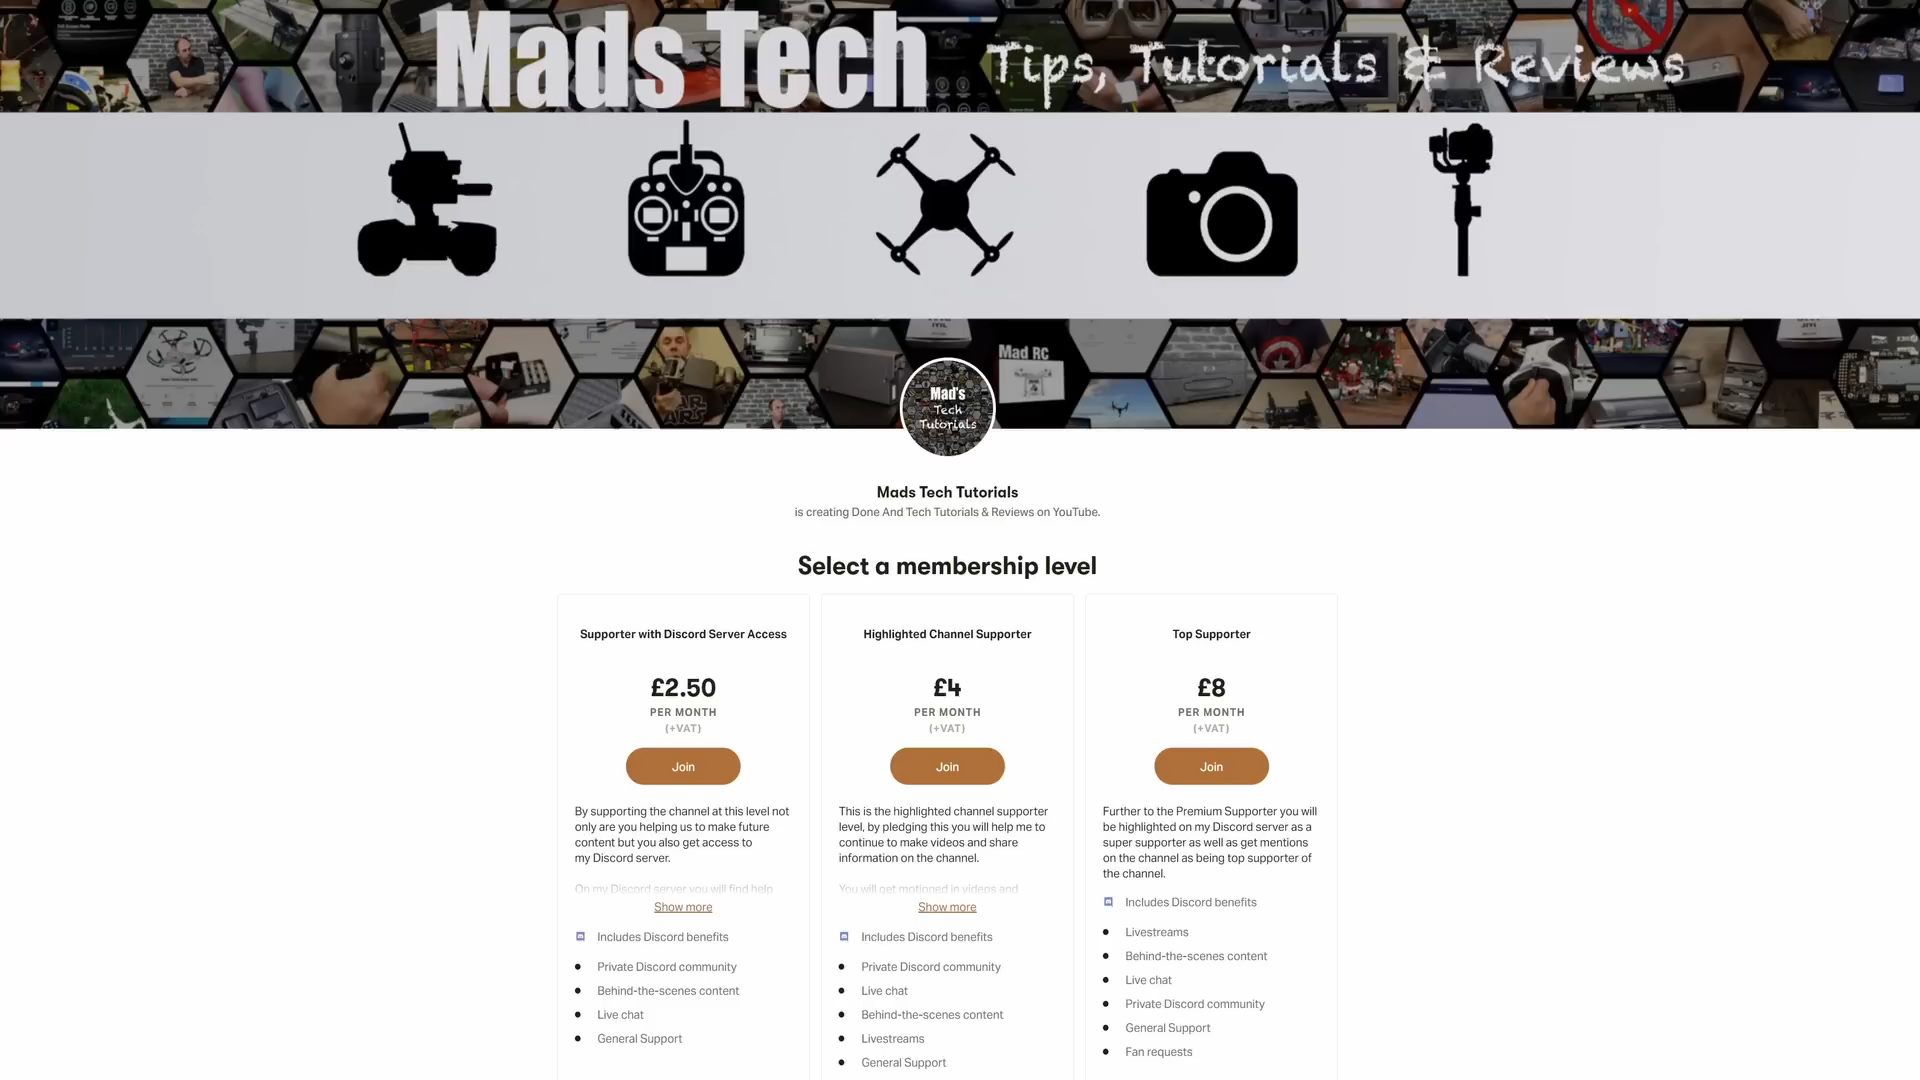 Mads Tech
Tips, Tutorials & Reviews
Mad RC
Mad's
Tech
Tutorials
Mads Tech Tutorials
is creating Done And Tech Tutorials & Reviews on YouTube.
Select a membership level
Supporter with Discord Server Access
£2.50
PER MONTH
(+VAT)
Join
By supporting the channel at this level not
only are you helping us to make future
content but you also get access to
my Discord server.
On my Discord server you will find help
Show more
Includes Discord benefits
Private Discord community
Behind-the-scenes content
Live chat
General Support
Highlighted Channel Supporter
£4
PER MONTH
(+VAT)
Join
This is the highlighted channel supporter
level, by pledging this you will help me to
continue to make videos and share
information on the channel.
You will get motioned in videos and
Show more
Includes Discord benefits
Private Discord community
Live chat
Behind-the-scenes content
Livestreams
General Support
Top Supporter
£8
PER MONTH
(+VAT)
Join
Further to the Premium Supporter you will
be highlighted on my Discord server as a
super supporter as well as get mentions
on the channel as being top supporter of
the channel.
Includes Discord benefits
Livestreams
Behind-the-scenes content
Live chat
Private Discord community
General Support
Fan requests